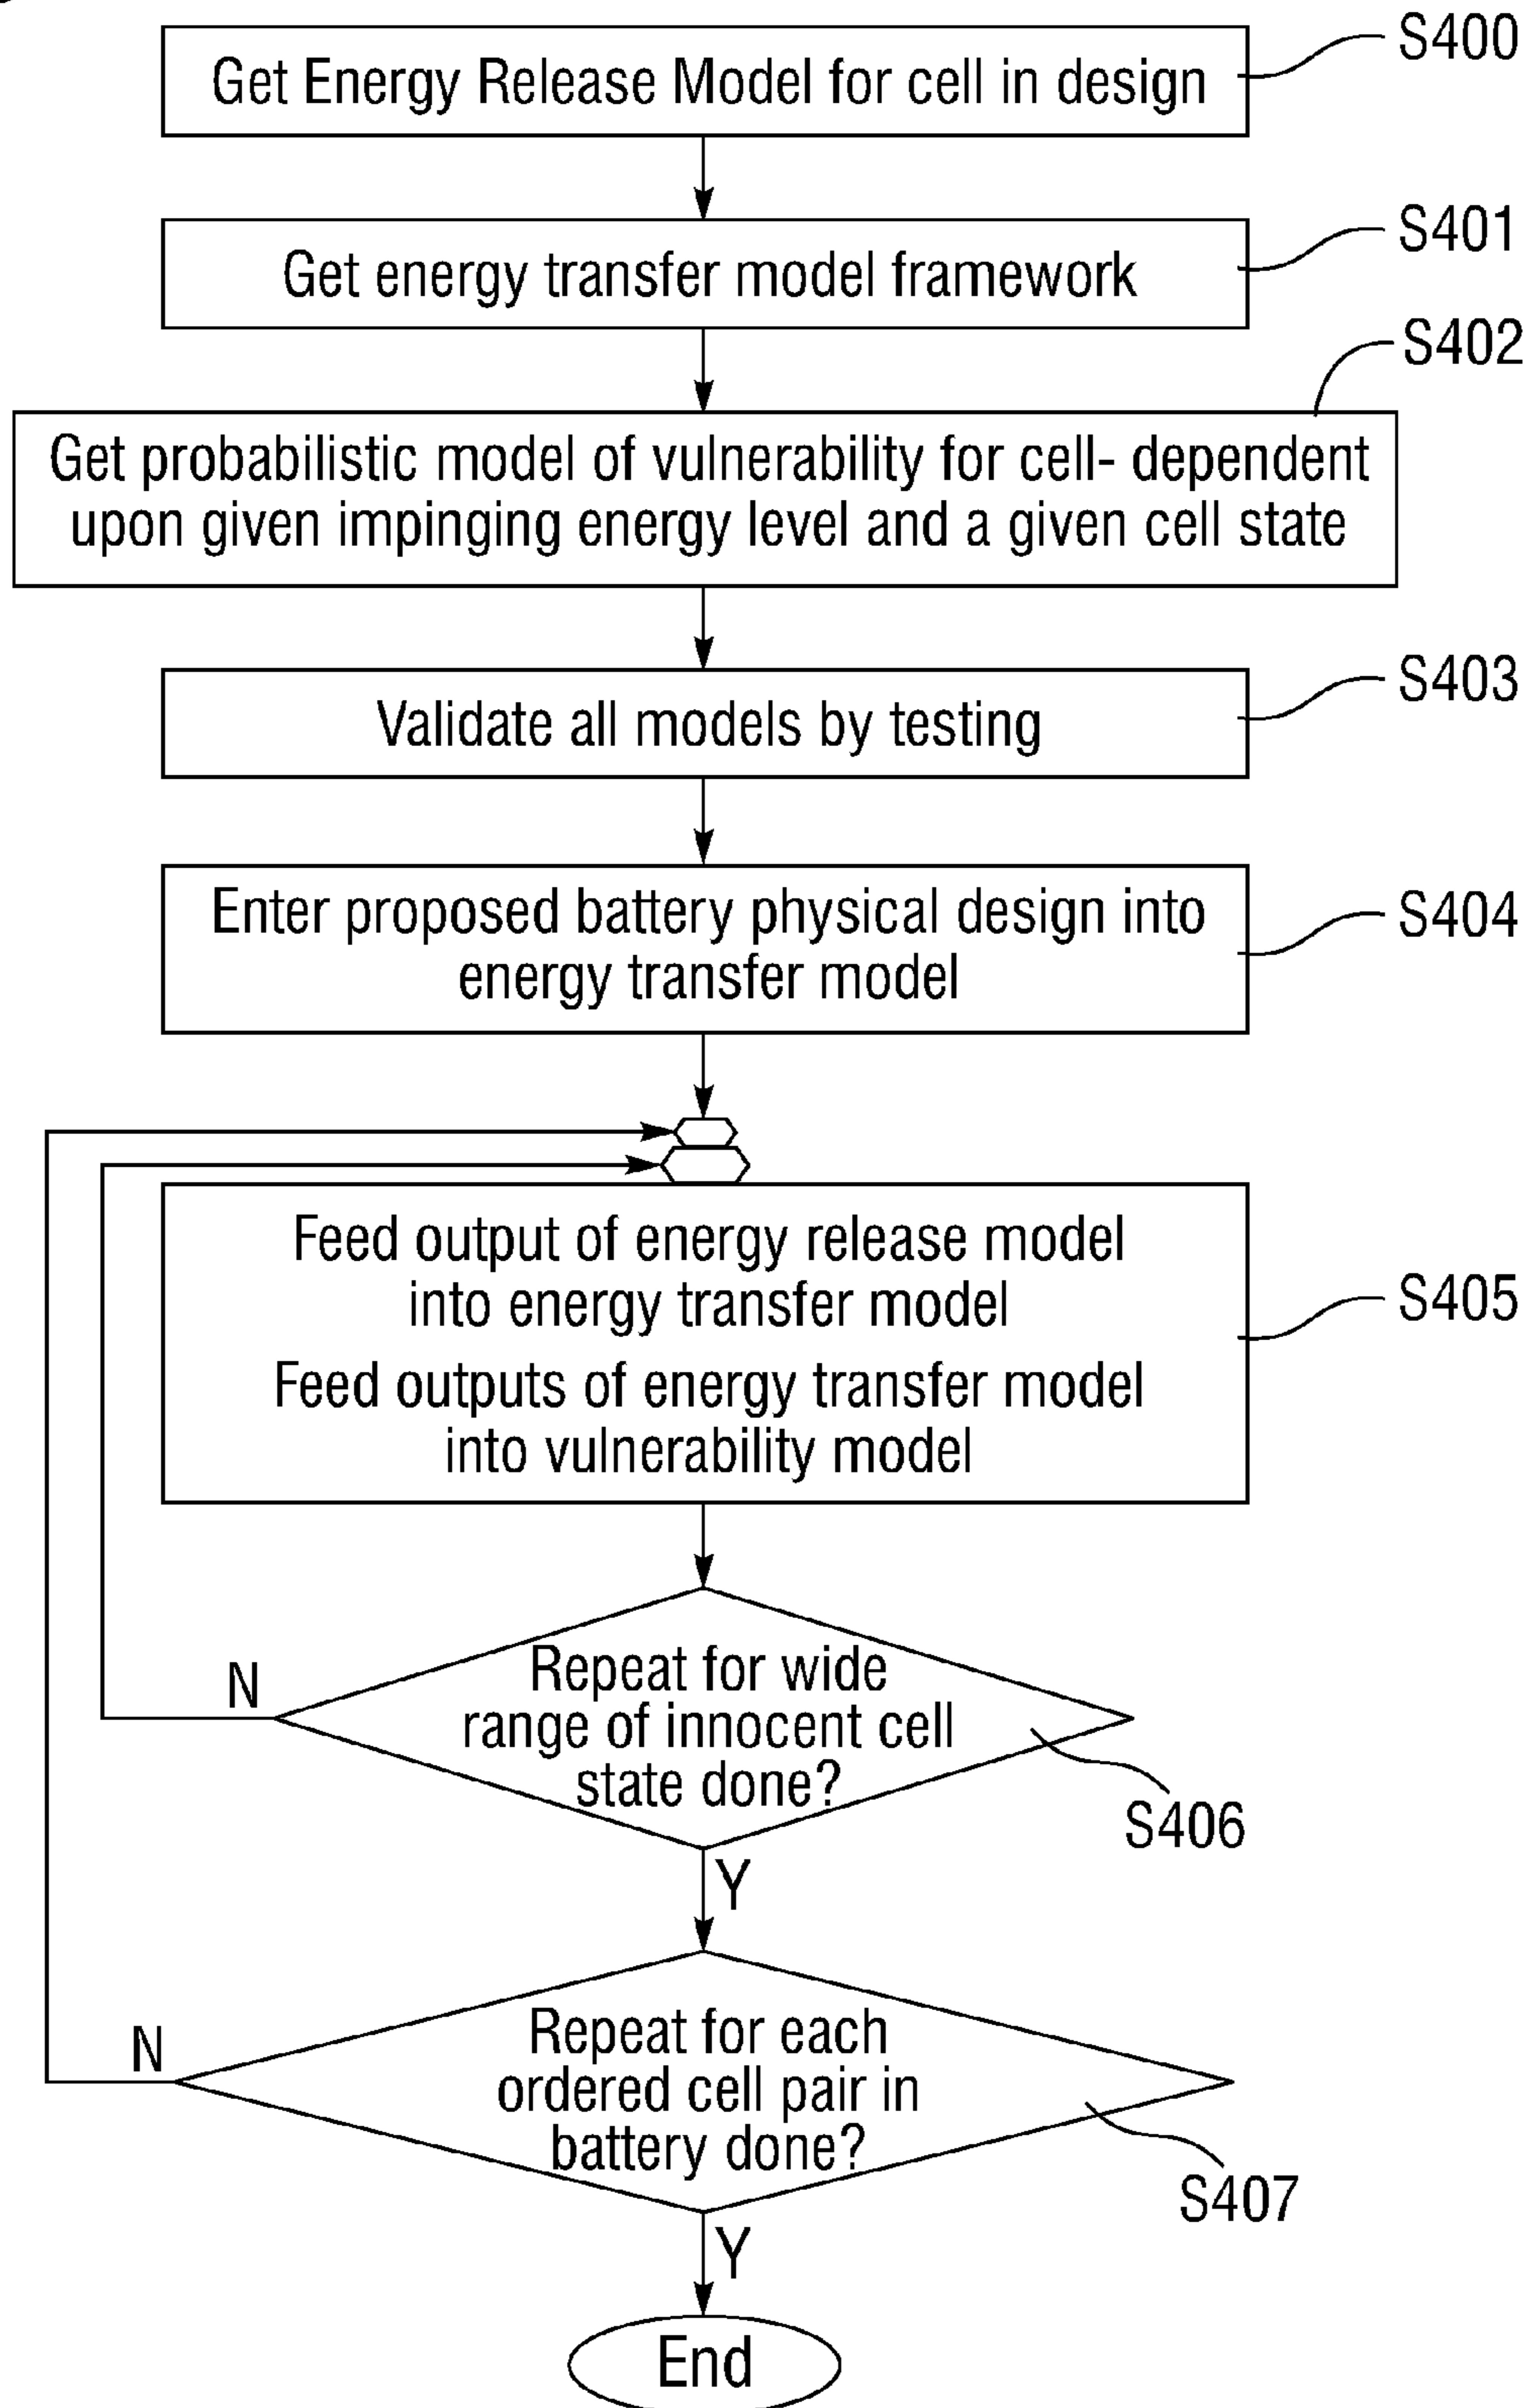 S400
Get Energy Release Model for cell in design
S401
Get energy transfer model framework
S402
Get probabilistic model of vulnerability for cell- dependent
upon given impinging energy level and a given cell state
S403
Validate all models by testing
S404
Enter proposed battery physical design into
energy transfer model
S405
Feed output of energy release model
into energy transfer model
Feed outputs of energy transfer model
into vulnerability model
N
Repeat for wide
range of innocent cell
state done?
S406
Y
N
Repeat for each
ordered cell pair in
battery done?
S407
Y
End